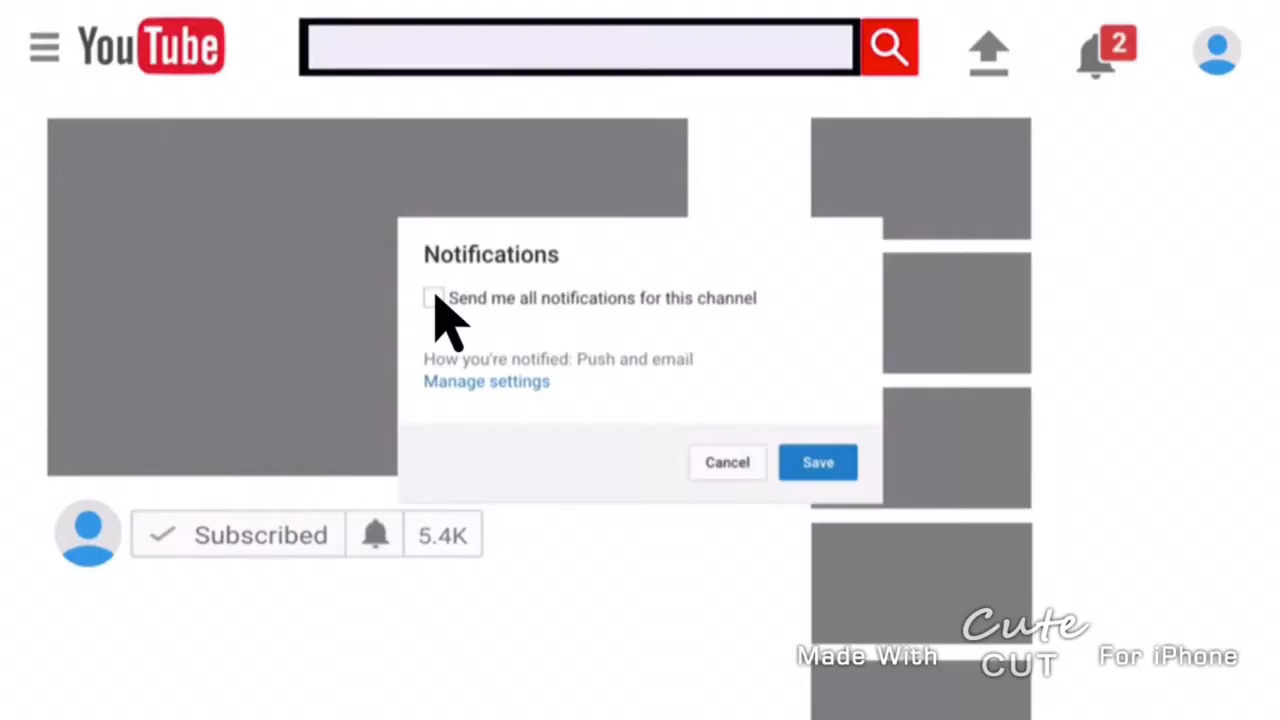 YouTube
2
Notifications
Send me all notifications for this channel
How you're notified: Push and email
Manage settings
Cancel
Save
Subscribed
5.4K
Made With Cute CUT For iPhone